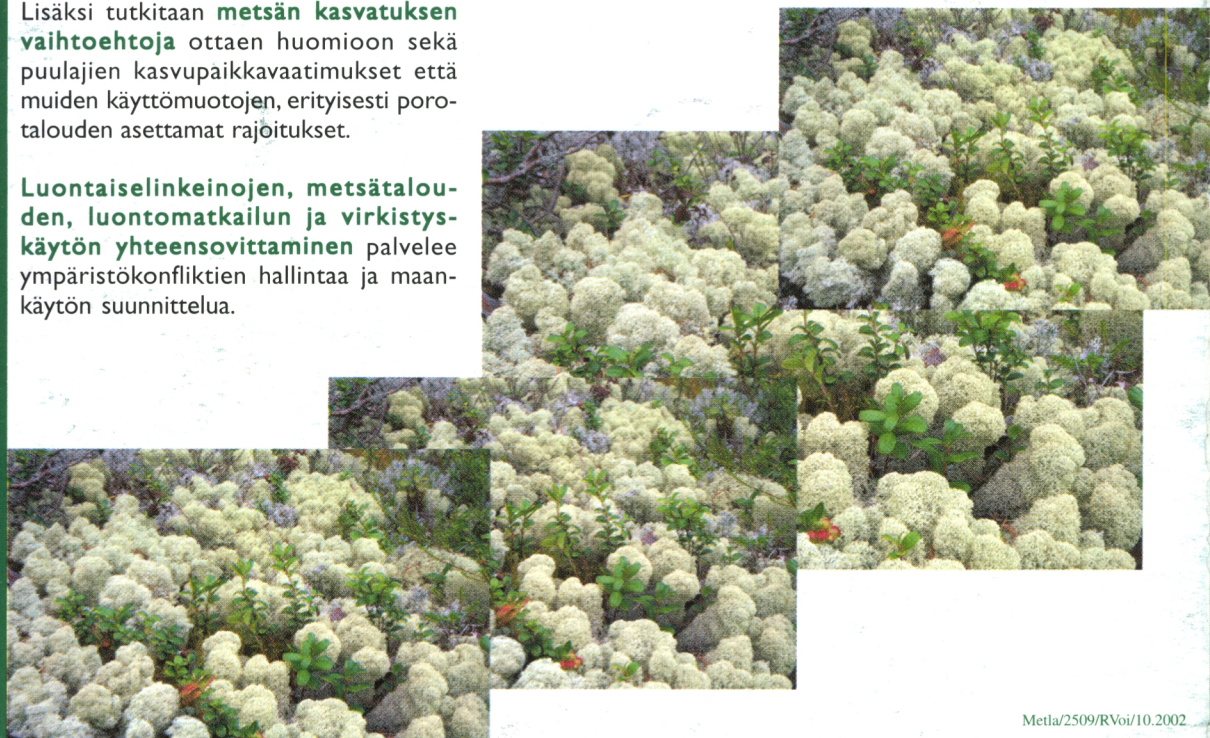 Lisäksi tutkitaan metsän kasvatuksen
vaihtoehtoja ottaen huomioon sekä
puulajien kasvupaikkavaatimukset että
muiden käyttömuotojen, erityisesti poro-
talouden asettamat rajoitukset.
Luontaiselinkeinojen, metsätalou-
den, luontomatkailun ja virkistys-
käytön yhteensovittaminen palvelee
ympäristökonfliktien hallintaa ja maan-
käytön suunnittelua.
Metla/2509/RVoi/10.2002